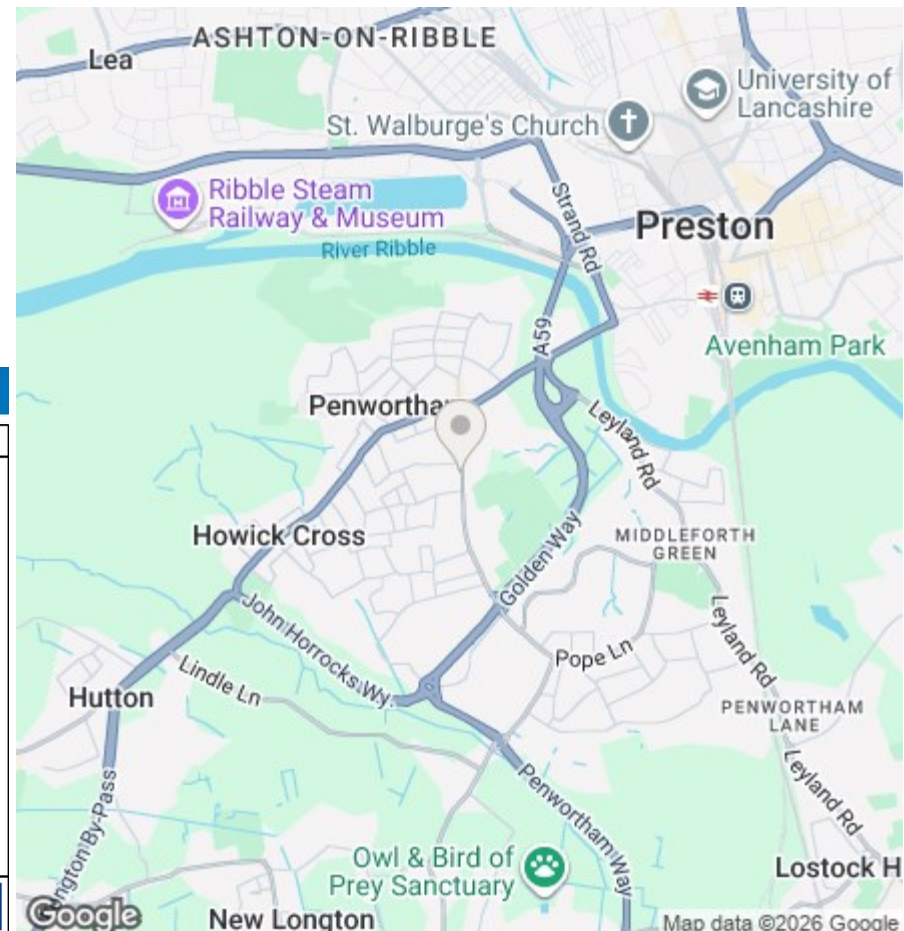 ASHTON-ON-RIBBLE
Lea
University of
Lancashire
St. Walburge's Church
Ribble Steam
Railway & Museum
Strand Rd
Preston
River Ribble
A59
Avenham Park
Penwortham
Leyland Rd
Howick Cross
MIDDLEFORTH
GREEN
Golden Way
John Horrocks Wy.
Leyland Rd
Pope Ln
Lindle Ln
Hutton
PENWORTHAM
LANE
Leyland Rd
Penwortham Way
Owl & Bird of
Prey Sanctuary
Lostock H
ngton By-Pass
Google
New Longton
Map data ©2026 Google